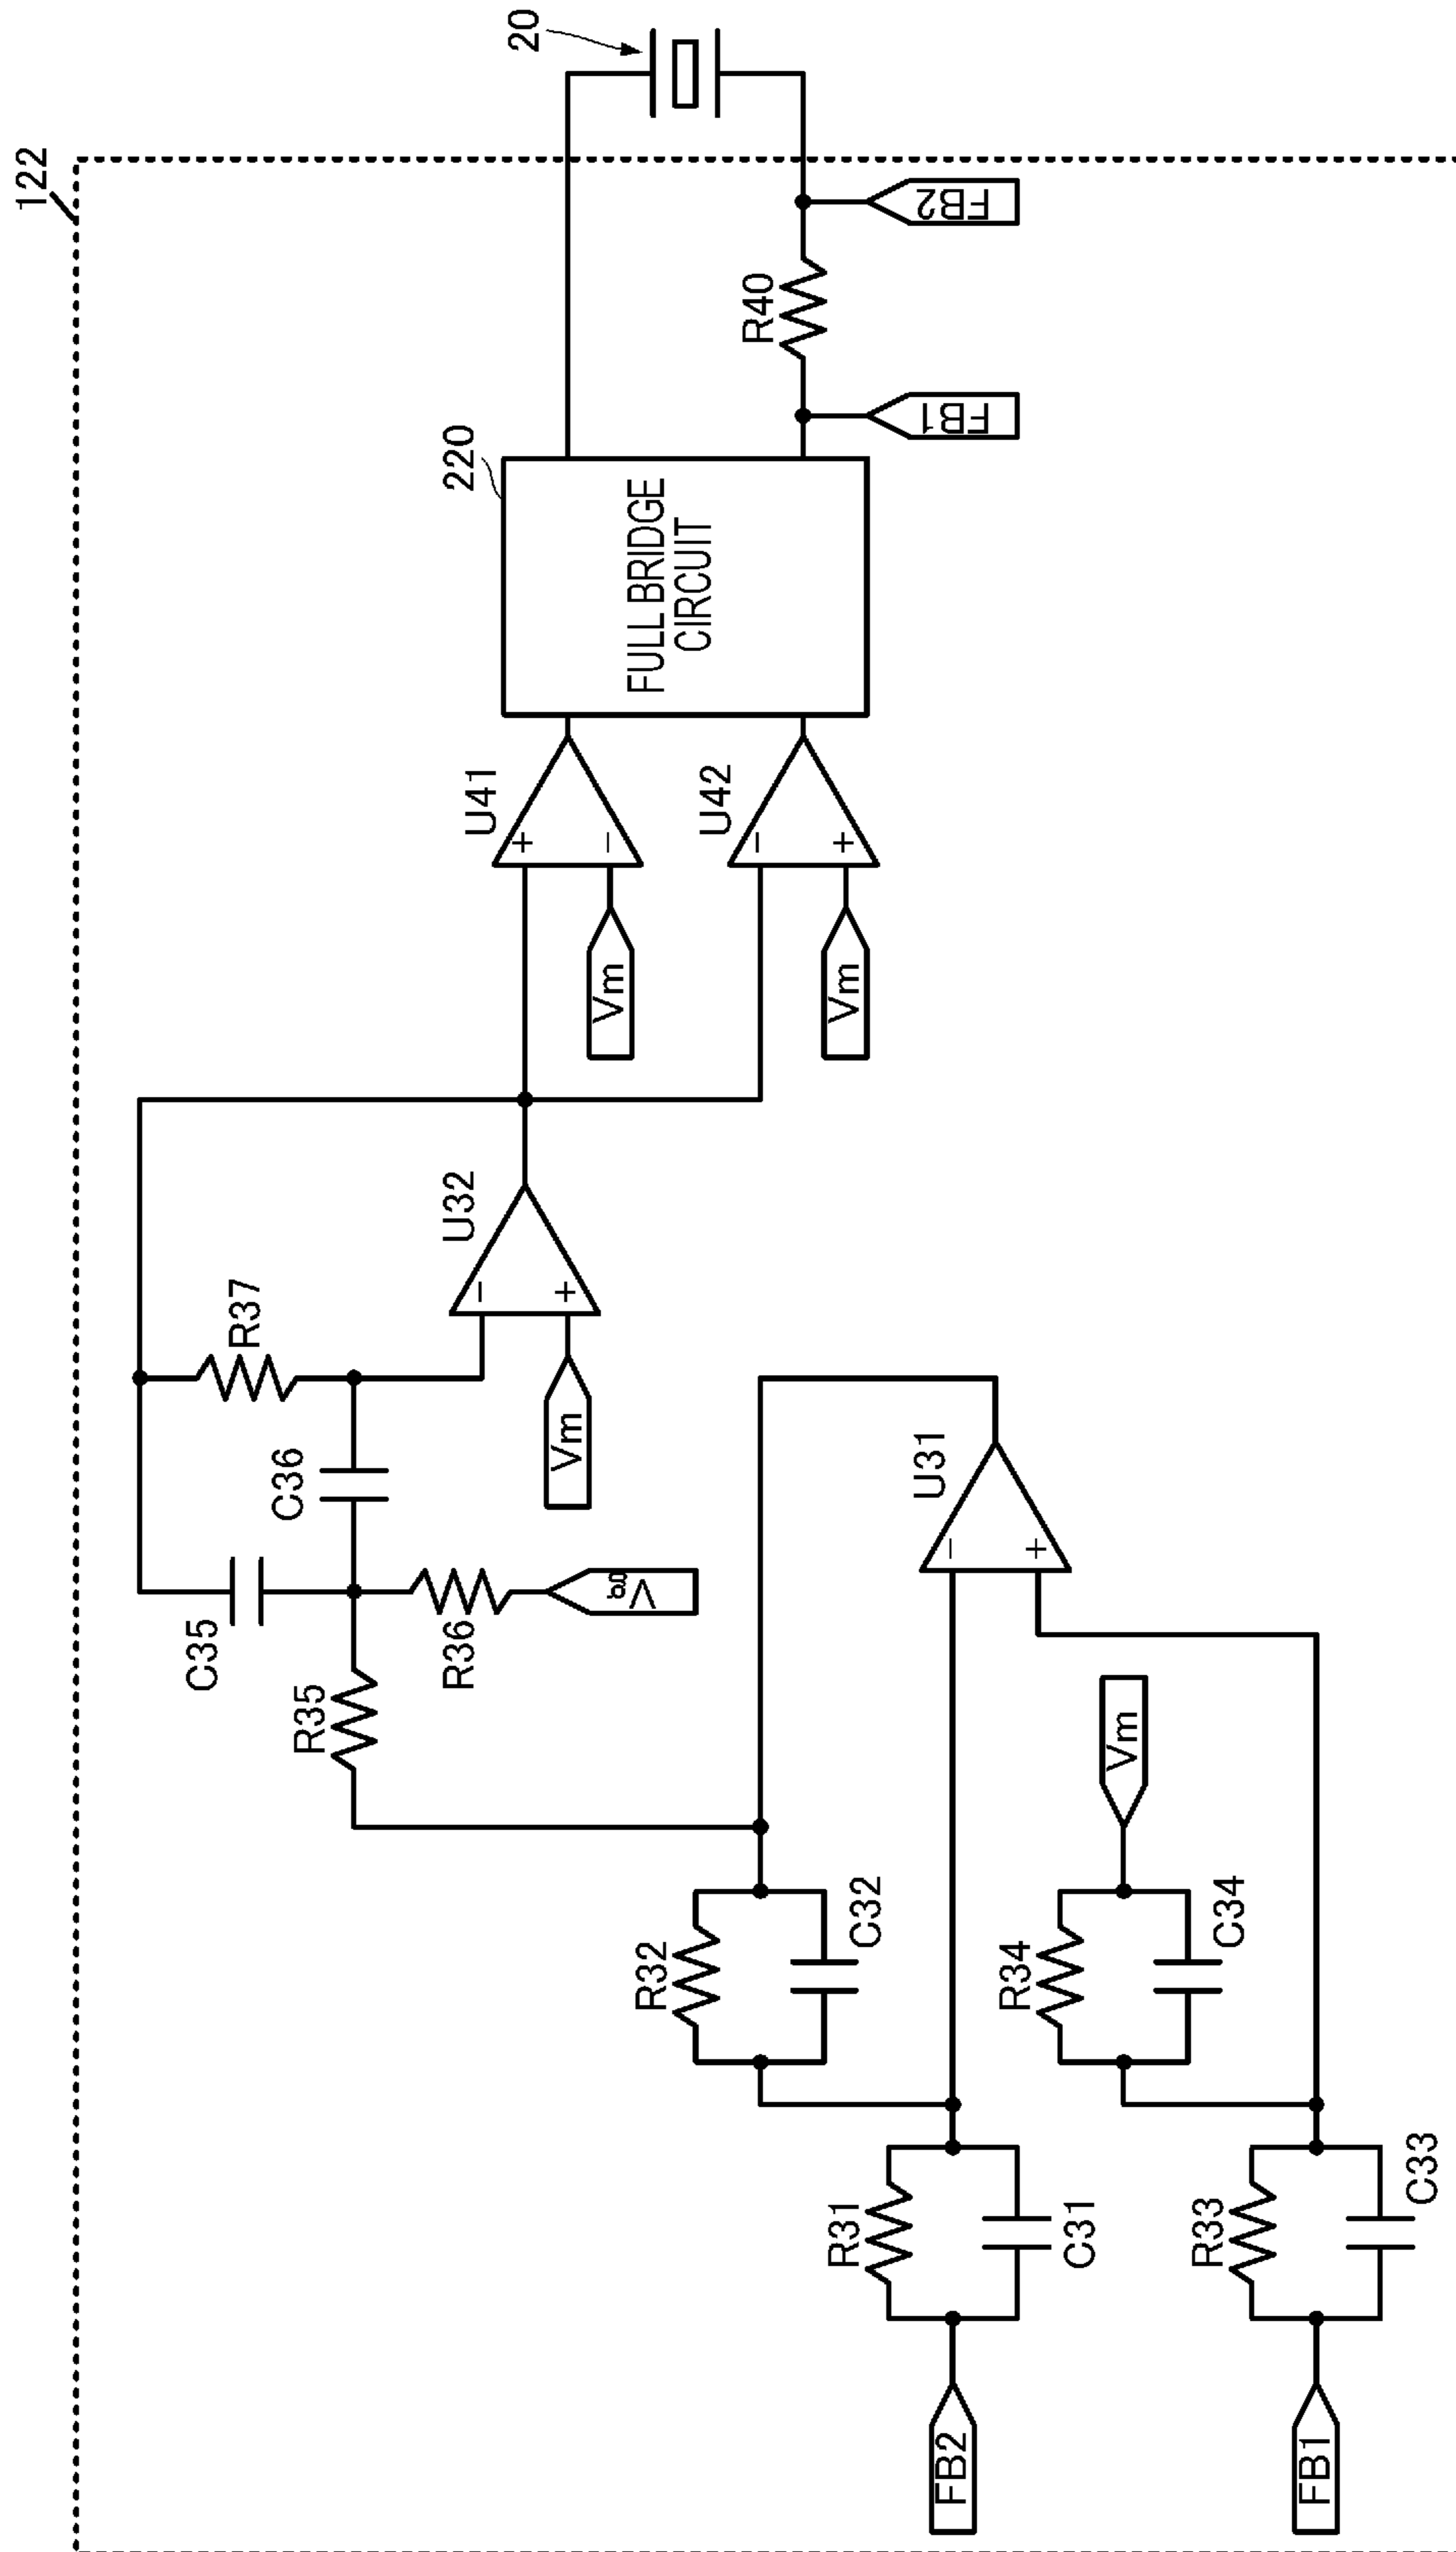 122
20
FB2
R40
FB1
220
FULL BRIDGE
CIRCUIT
U41
+
−
U42
−
+
Vm
Vm
U32
−
+
R37
Vm
C36
C35
R36
Vga
R35
U31
−
+
Vm
R32
C32
R34
C34
R31
C31
R33
C33
FB2
FB1